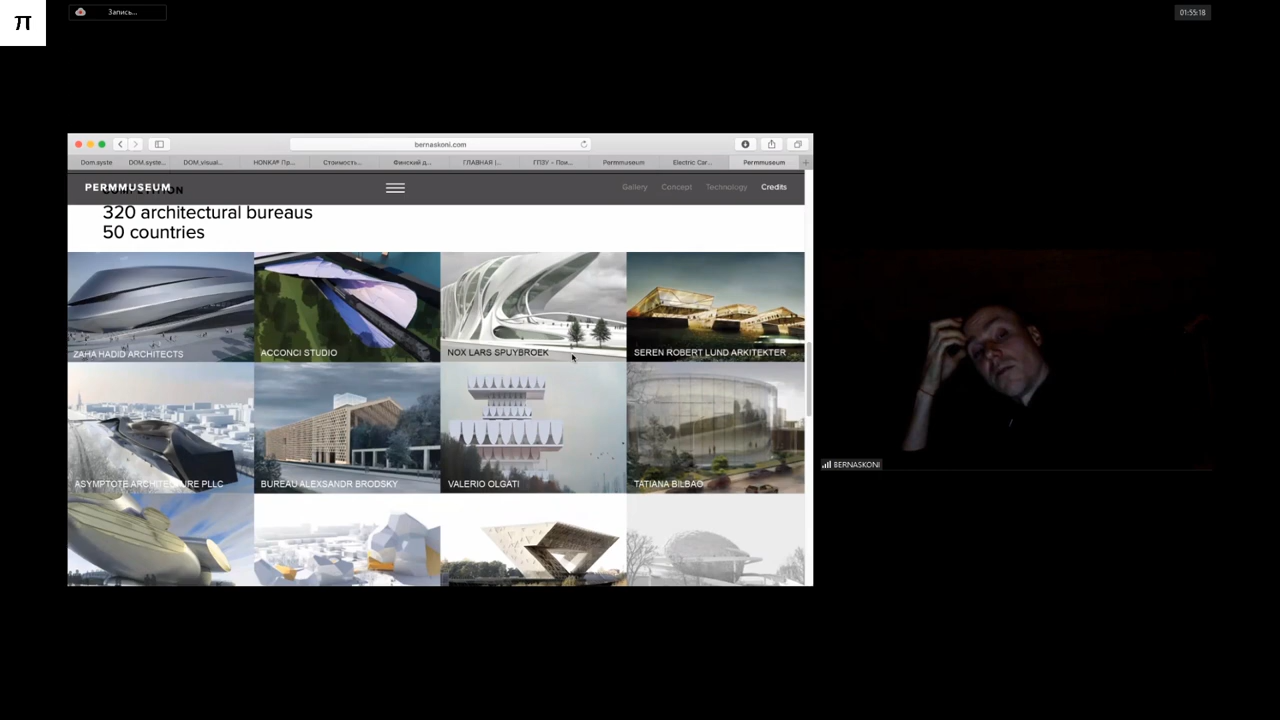 π
Запись...
01:55:18
bernaskoni.com
Dom.syste
DOM.syste...
DOM.visual...
HONKA® Пр...
Стоимость...
Финский д...
ГЛАВНАЯ |...
ГПЗУ – Пои...
Permmuseum
Electric Car...
Permmuseum
PERMMUSEUM
Gallery
Concept
Technology
Credits
320 architectural bureaus
50 countries
ZAHA HADID ARCHITECTS
ACCONCI STUDIO
NOX LARS SPUYBROEK
SEREN ROBERT LUND ARKITEKTER
ASYMPTOTE ARCHITECTURE PLLC
BUREAU ALEXSANDR BRODSKY
VALERIO OLGATI
TATIANA BILBAO
BERNASKONI